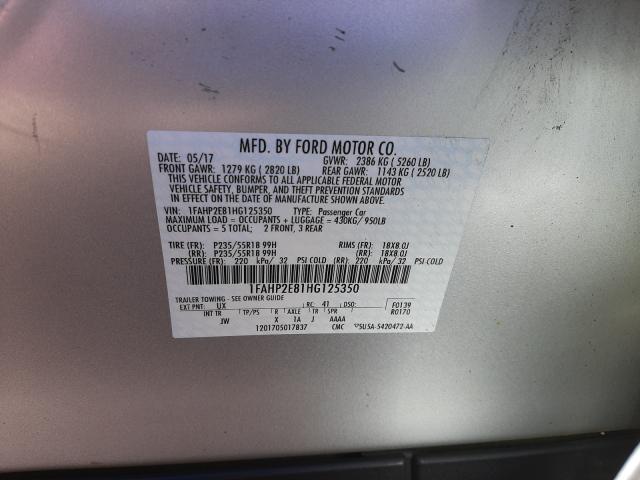 MFD. BY FORD MOTOR CO.
DATE: 05/17 GVWR: 2386 KG ( 5260 LB)
FRONT GAWR: 1279 KG ( 2820 LB) REAR GAWR: 1143 KG ( 2520 LB)
THIS VEHICLE CONFORMS TO ALL APPLICABLE FEDERAL MOTOR
VEHICLE SAFETY, BUMPER, AND THEFT PREVENTION STANDARDS
IN EFFECT ON THE DATE OF MANUFACTURE SHOWN ABOVE.
VIN: 1FAHP2E81HG125350 TYPE: Passenger Car
MAXIMUM LOAD = OCCUPANTS + LUGGAGE = 430KG/ 950LB
OCCUPANTS = 5 TOTAL: 2 FRONT, 3 REAR
TIRE (FR): P235/55R18 99H RIMS (FR): 18X8.0J
(RR): P235/55R18 99H (RR): 18X8.0J
PRESSURE (FR): 220 kPa/ 32 PSI COLD (RR): 220 kPa/ 32 PSI COLD
1FAHP2E81HG125350
TRAILER TOWING - SEE OWNER GUIDE
EXT PNT: UX RC: 41 DSO: F0139
INT TR TP/PS R AXLE TR SPR R0170
JW X 1A J AAAA
1201705017837 CMC 5U5A-5420472-AA